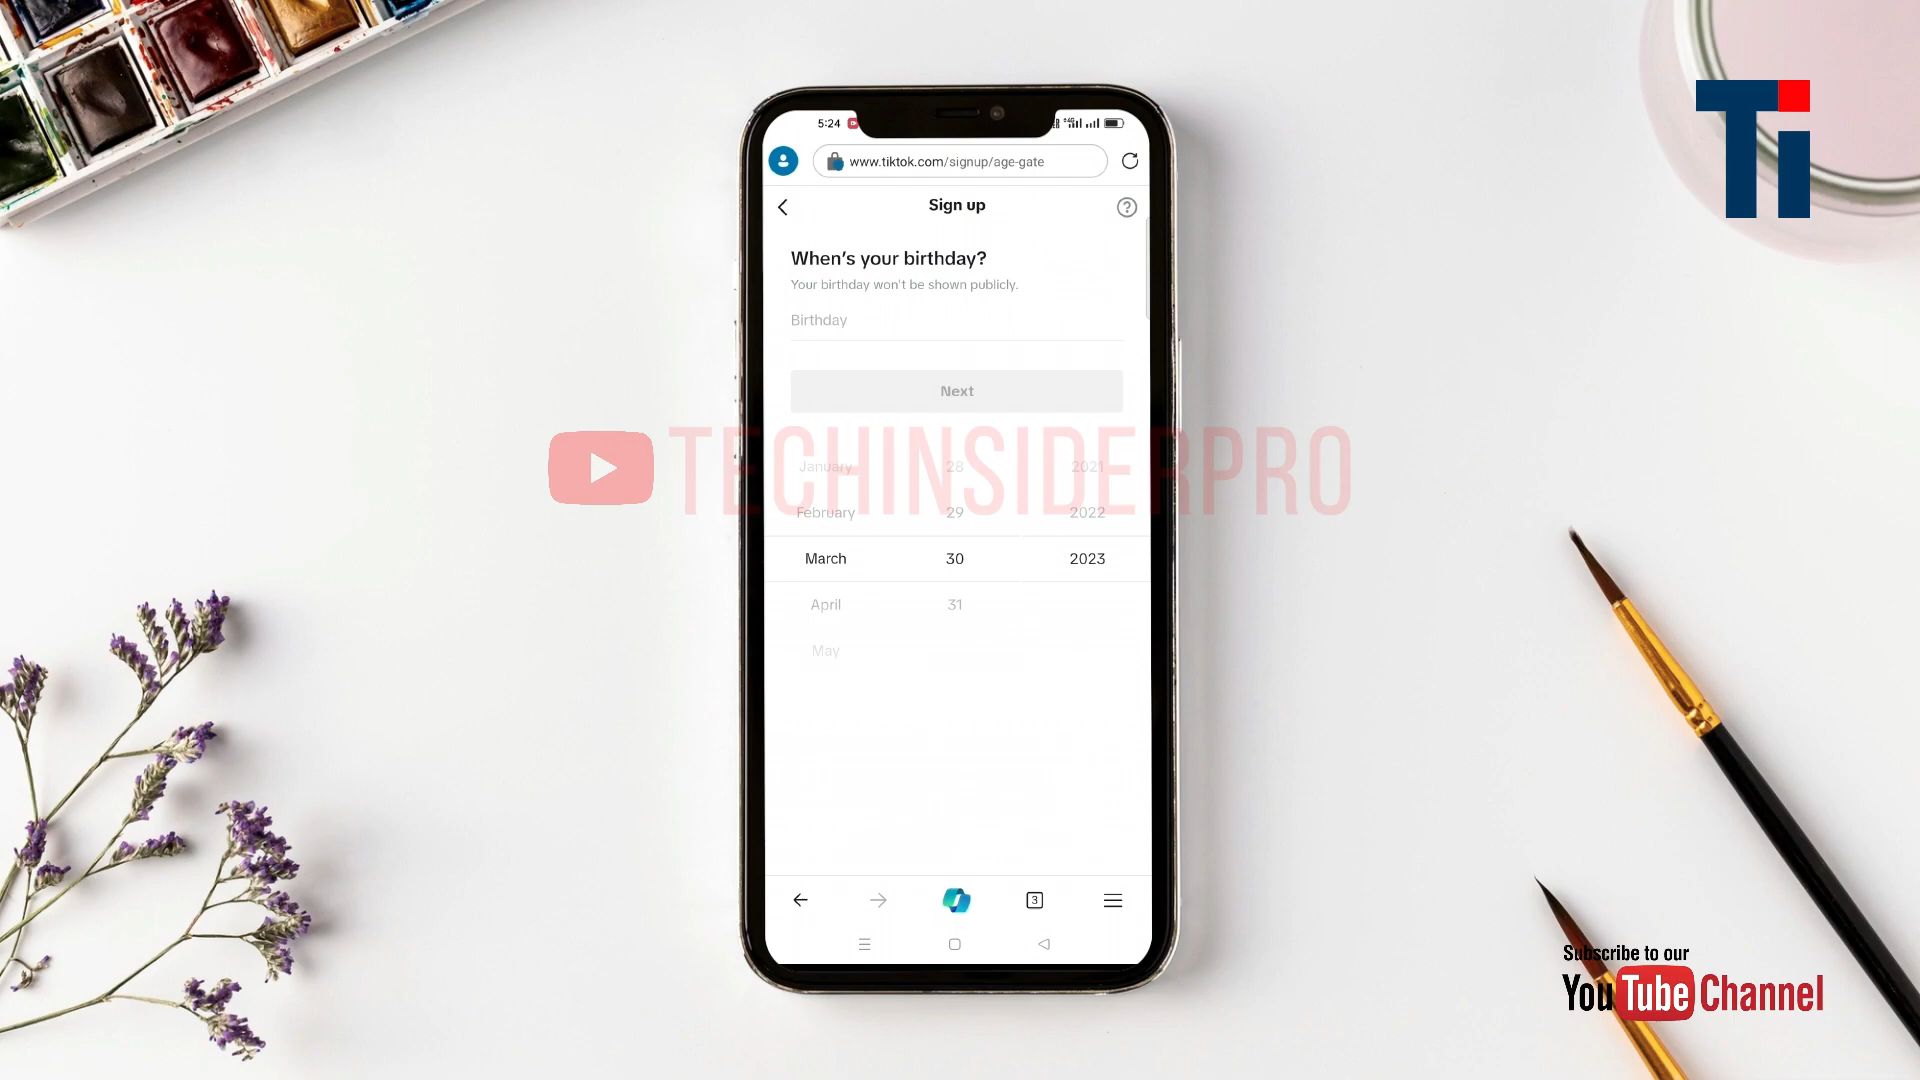 Ti
5:24
www.tiktok.com/signup/age-gate
Sign up
When's your birthday?
Your birthday won't be shown publicly.
Birthday
Next
TECHINSIDERPRO
January 28 2021
February 29 2022
March 30 2023
April 31
May
3
Subscribe to our
YouTube Channel